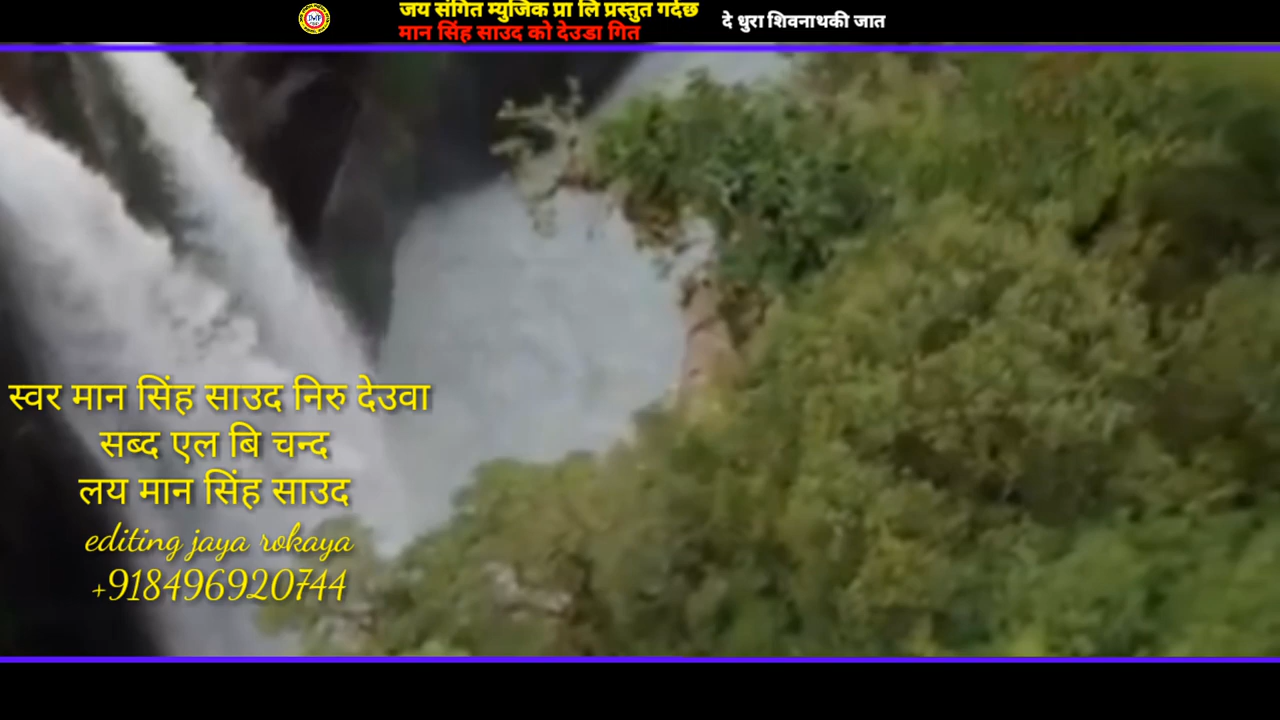 जय संगित म्युजिक प्रा लि प्रस्तुत गर्दछ
मान सिंह साउद को देउडा गित
दे धुरा शिवनाथकी जात
स्वर मान सिंह साउद निरु देउवा
सब्द एल बि चन्द
लय मान सिंह साउद
editing jaya rokaya
+918496920744